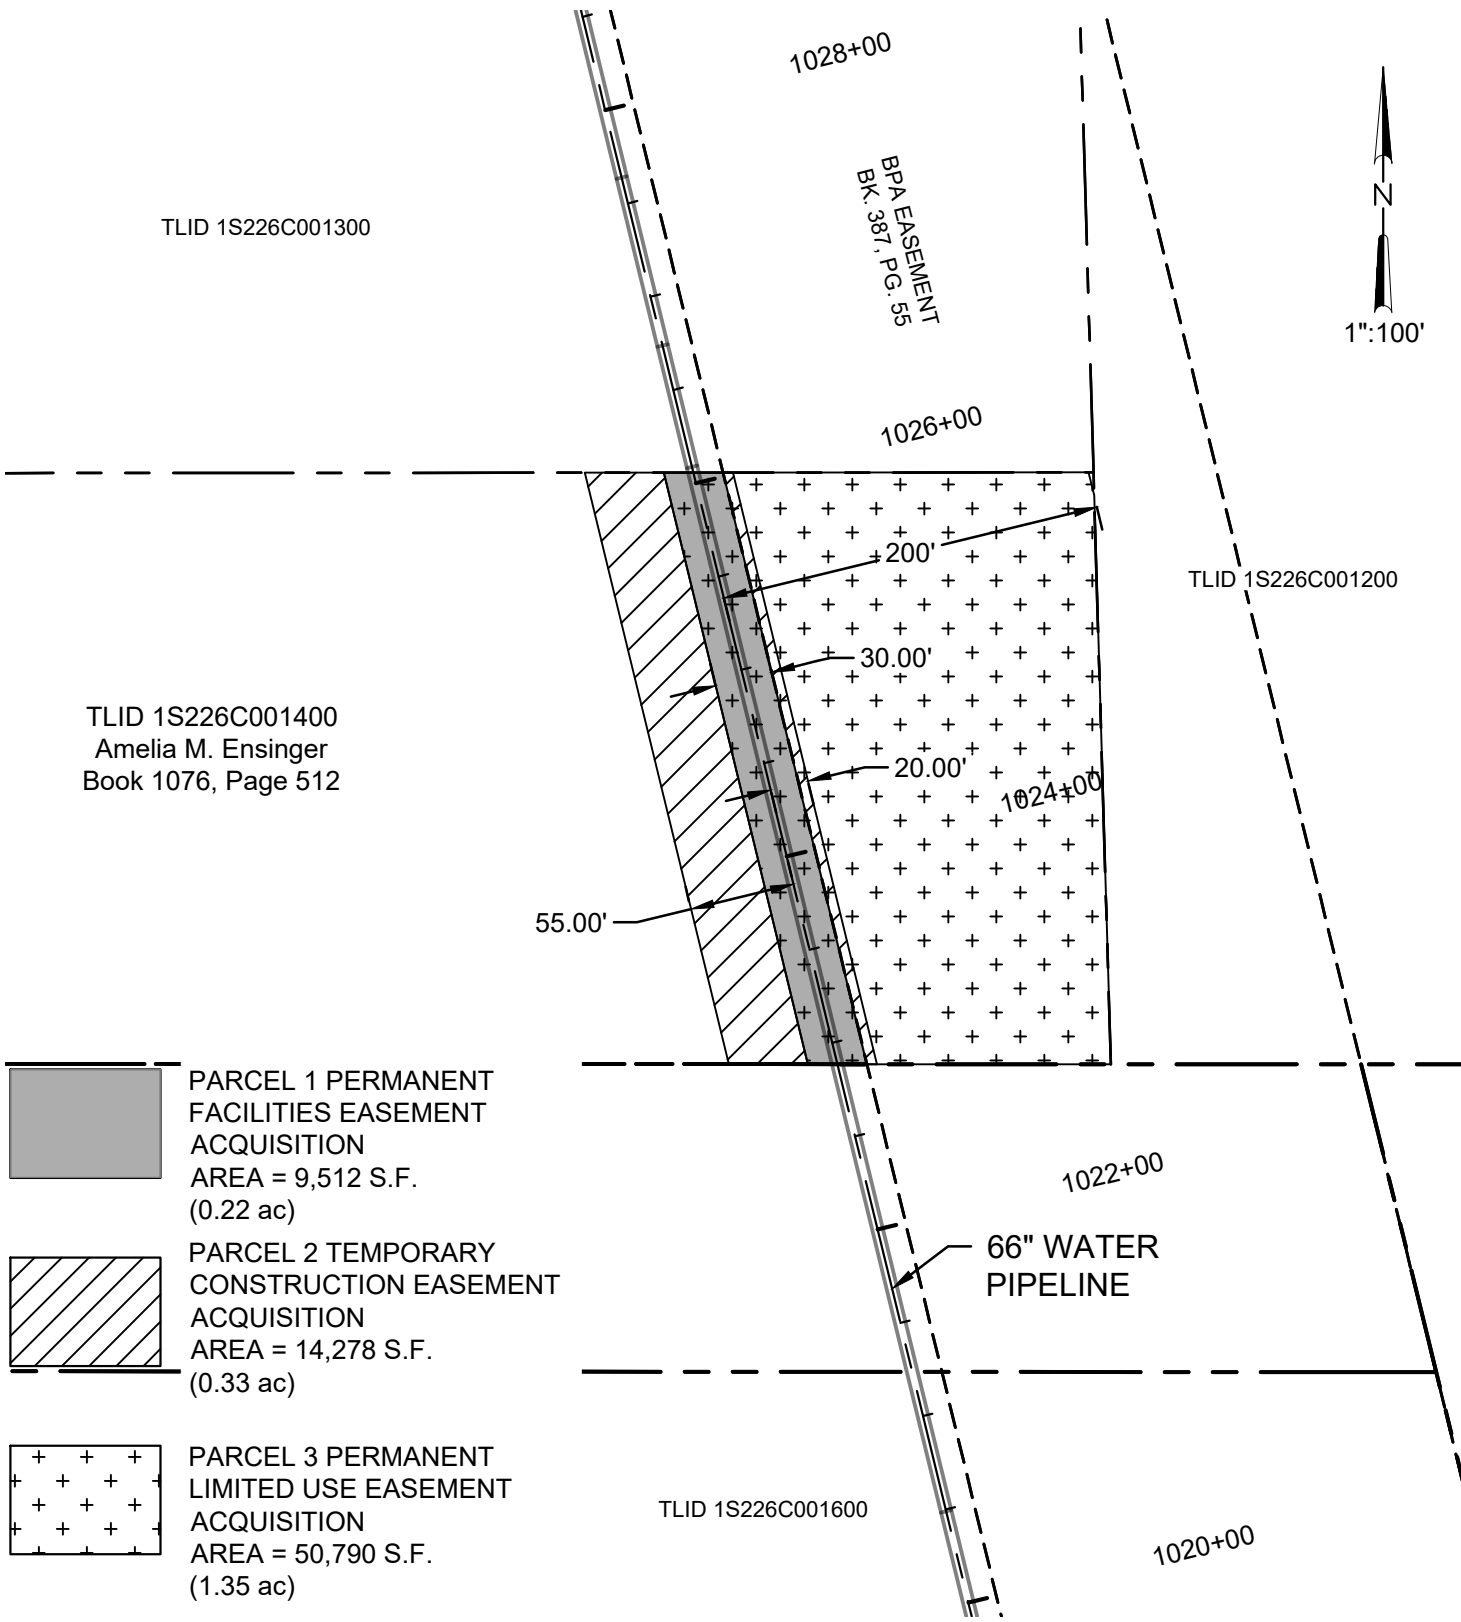 1028+00
BPA EASEMENT
BK. 387, PG. 55
N
1":100'
TLID 1S226C001300
1026+00
200'
TLID 1S226C001200
30.00'
TLID 1S226C001400
Amelia M. Ensinger
Book 1076, Page 512
20.00'
1024+00
55.00'
PARCEL 1 PERMANENT
FACILITIES EASEMENT
ACQUISITION
AREA = 9,512 S.F.
(0.22 ac)
1022+00
66" WATER
PIPELINE
PARCEL 2 TEMPORARY
CONSTRUCTION EASEMENT
ACQUISITION
AREA = 14,278 S.F.
(0.33 ac)
PARCEL 3 PERMANENT
LIMITED USE EASEMENT
ACQUISITION
AREA = 50,790 S.F.
(1.35 ac)
TLID 1S226C001600
1020+00